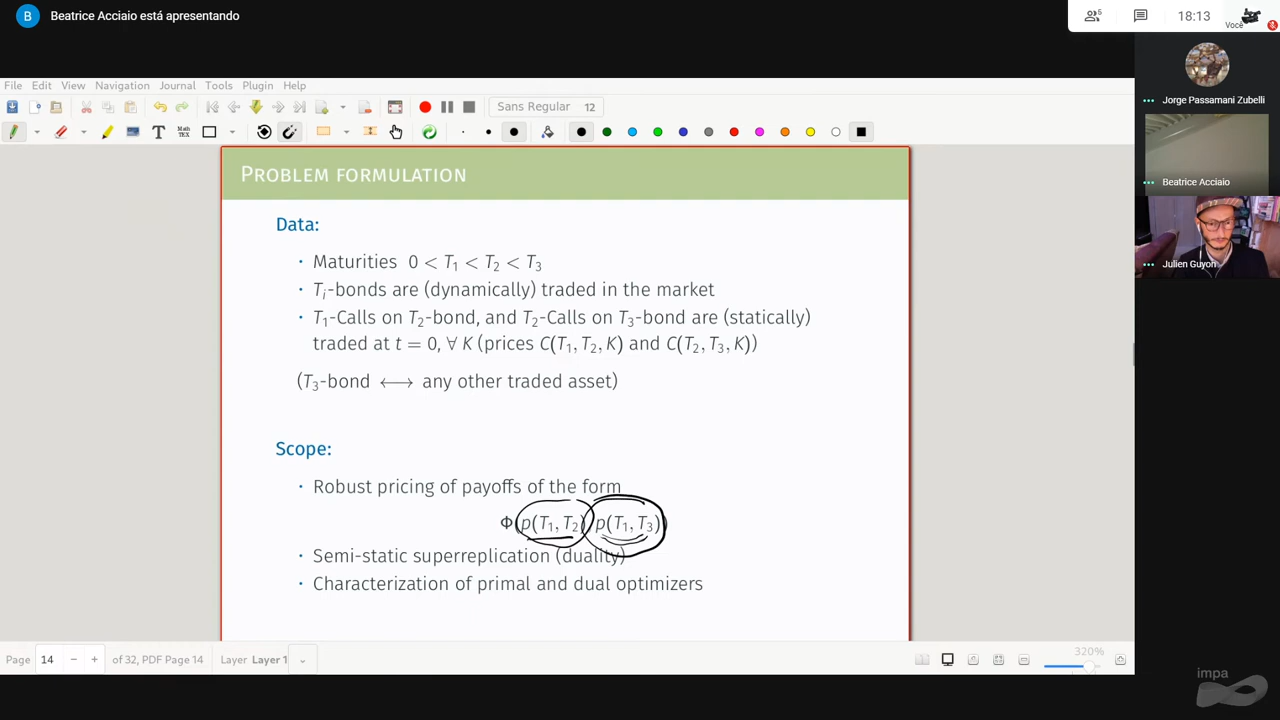 B Beatrice Acciaio está apresentando
6
18:13
Você
Jorge Passamani Zubelli
Beatrice Acciaio
Julien Guyon
File Edit View Navigation Journal Tools Plugin Help
Sans Regular 12
T MATH TEX
PROBLEM FORMULATION
Data:
· Maturities 0 < T₁ < T₂ < T₃
· Tᵢ-bonds are (dynamically) traded in the market
· T₁-Calls on T₂-bond, and T₂-Calls on T₃-bond are (statically)
traded at t = 0, ∀ K (prices C(T₁, T₂, K) and C(T₂, T₃, K))
(T₃-bond ⟷ any other traded asset)
Scope:
· Robust pricing of payoffs of the form
Φ(p(T₁, T₂), p(T₁, T₃))
· Semi-static superreplication (duality)
· Characterization of primal and dual optimizers
Page 14 − + of 32, PDF Page 14 Layer Layer 1
320%
impa